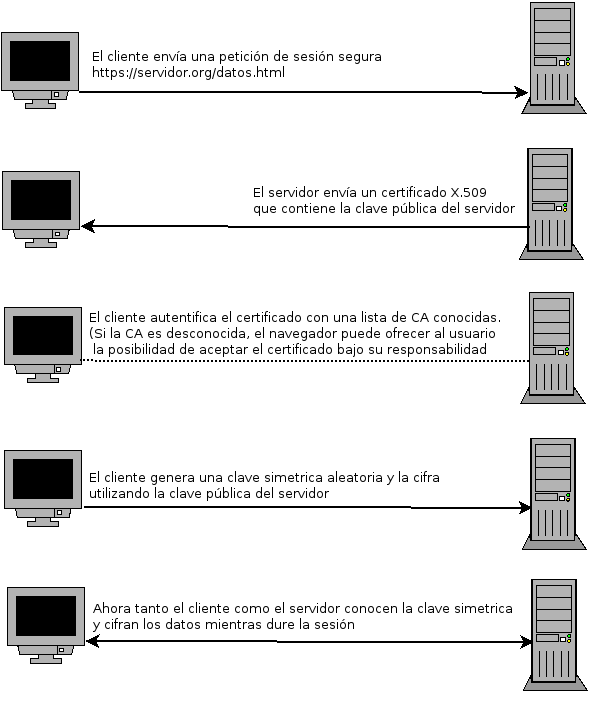 El cliente envía una petición de sesión segura
https://servidor.org/datos.html
El servidor envía un certificado X.509
que contiene la clave pública del servidor
El cliente autentifica el certificado con una lista de CA conocidas.
(Si la CA es desconocida, el navegador puede ofrecer al usuario
la posibilidad de aceptar el certificado bajo su responsabilidad
El cliente genera una clave simetrica aleatoria y la cifra
utilizando la clave pública del servidor
Ahora tanto el cliente como el servidor conocen la clave simetrica
y cifran los datos mientras dure la sesión